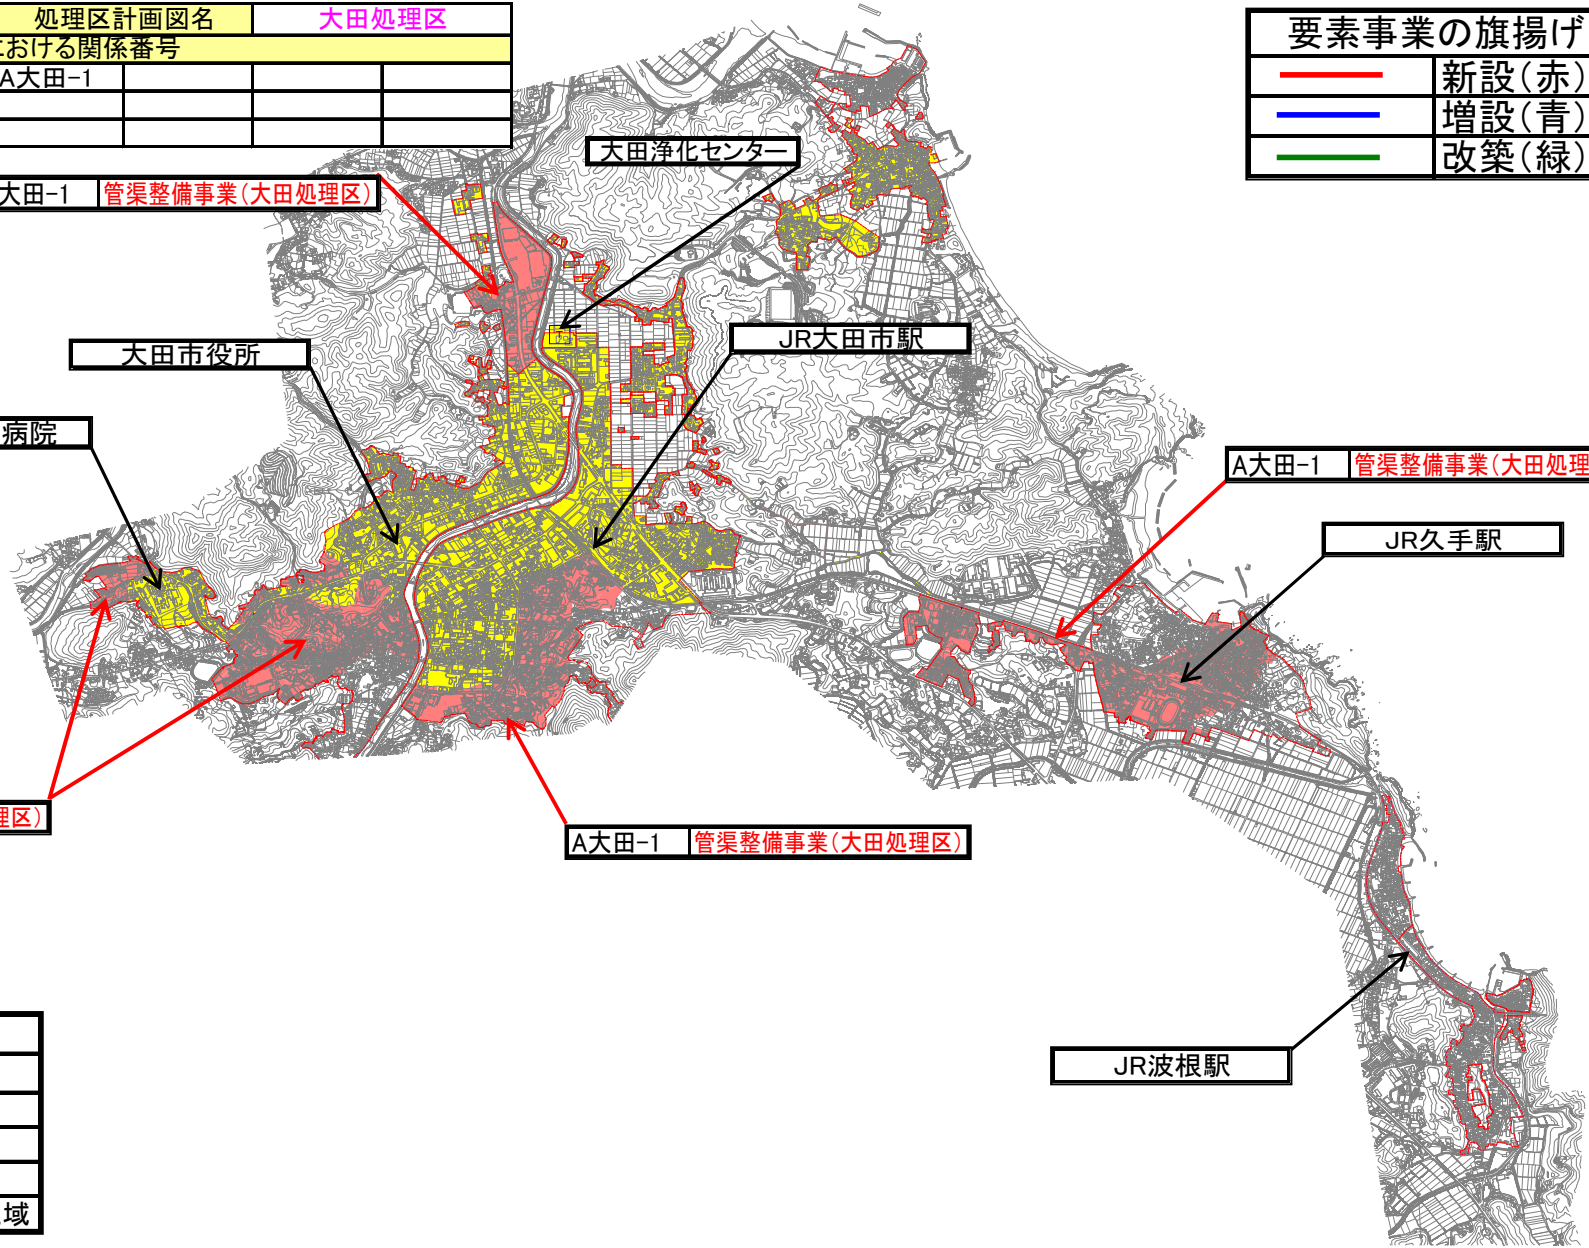 処理区計画図名 大田処理区
における関係番号
A大田-1
要素事業の旗揚げ
新設(赤)
増設(青)
改築(緑)
大田浄化センター
大田-1 管渠整備事業(大田処理区)
大田市役所
JR大田市駅
病院
A大田-1 管渠整備事業(大田処理
JR久手駅
理区)
A大田-1 管渠整備事業(大田処理区)
JR波根駅
域